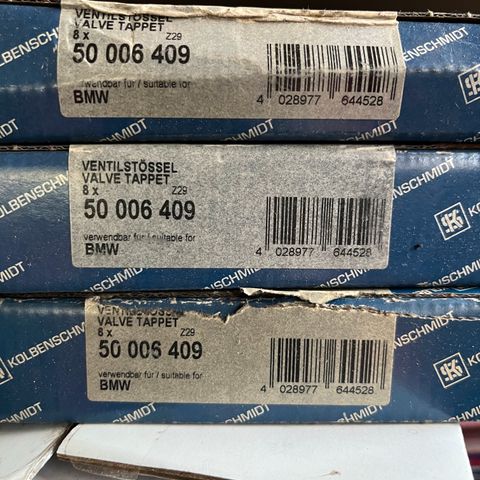 VENTILSTÖSSEL
VALVE TAPPET
8 x Z29
50 006 409
verwendbar für / suitable for
BMW
4 028977 644528
KOLBENSCHMIDT
VENTILSTÖSSEL
VALVE TAPPET
8 x Z29
50 006 409
verwendbar für / suitable for
BMW
4 028977 644528
KOLBENSCHMIDT
VALVE TAPPET
8 x Z29
50 006 409
verwendbar für / suitable for
BMW
4 028977 644528
KOLBENSCHMIDT